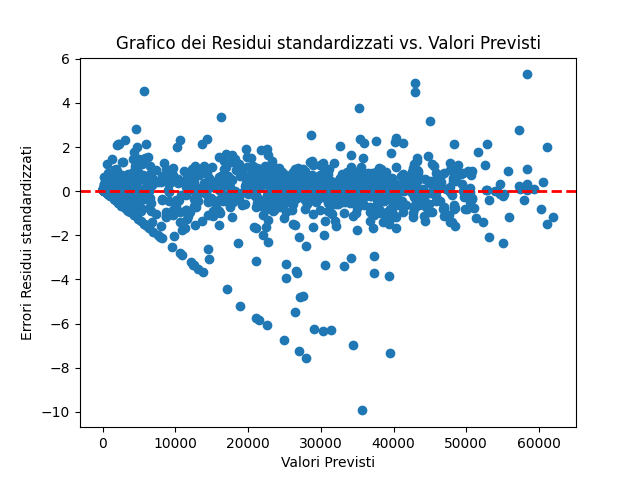 Grafico dei Residui standardizzati vs. Valori Previsti
6
4
2
0
−2
−4
−6
−8
−10
Errori Residui standardizzati
0 10000 20000 30000 40000 50000 60000
Valori Previsti